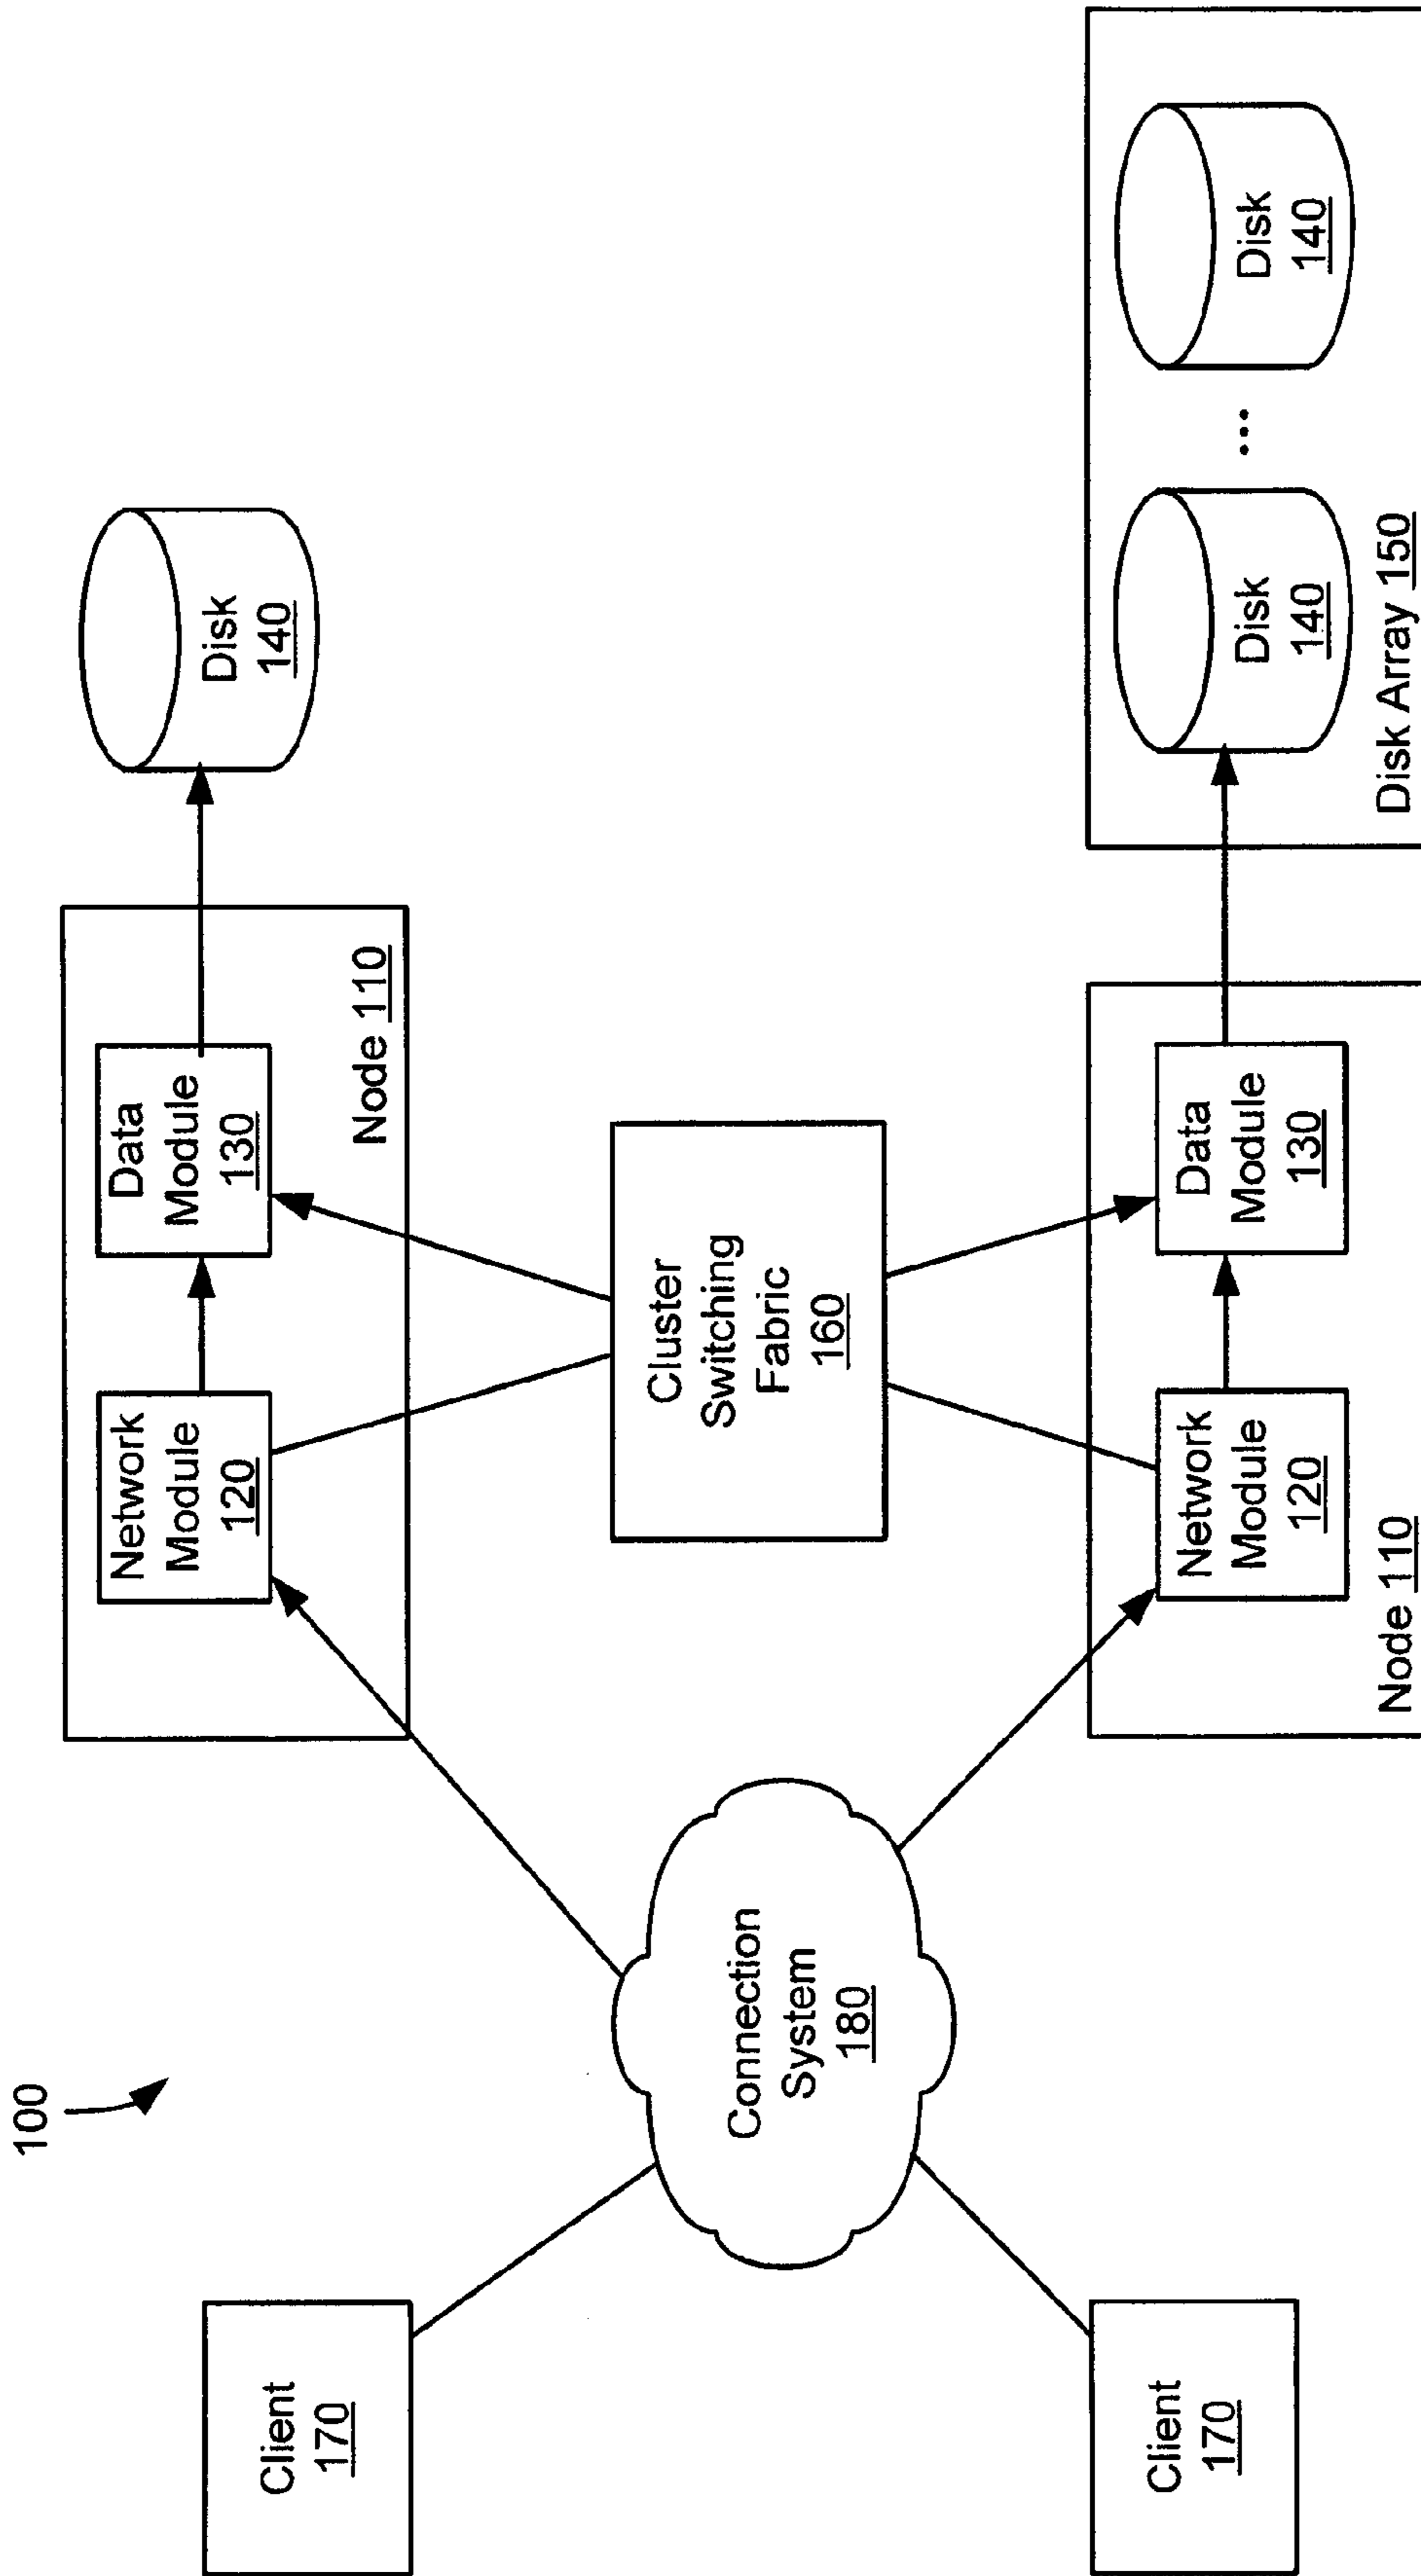 100
Client
170
Client
170
Connection
System
180
Network
Module
120
Data
Module
130
Node 110
Disk
140
Cluster
Switching
Fabric
160
Network
Module
120
Data
Module
130
Node 110
Disk
140
...
Disk
140
Disk Array 150